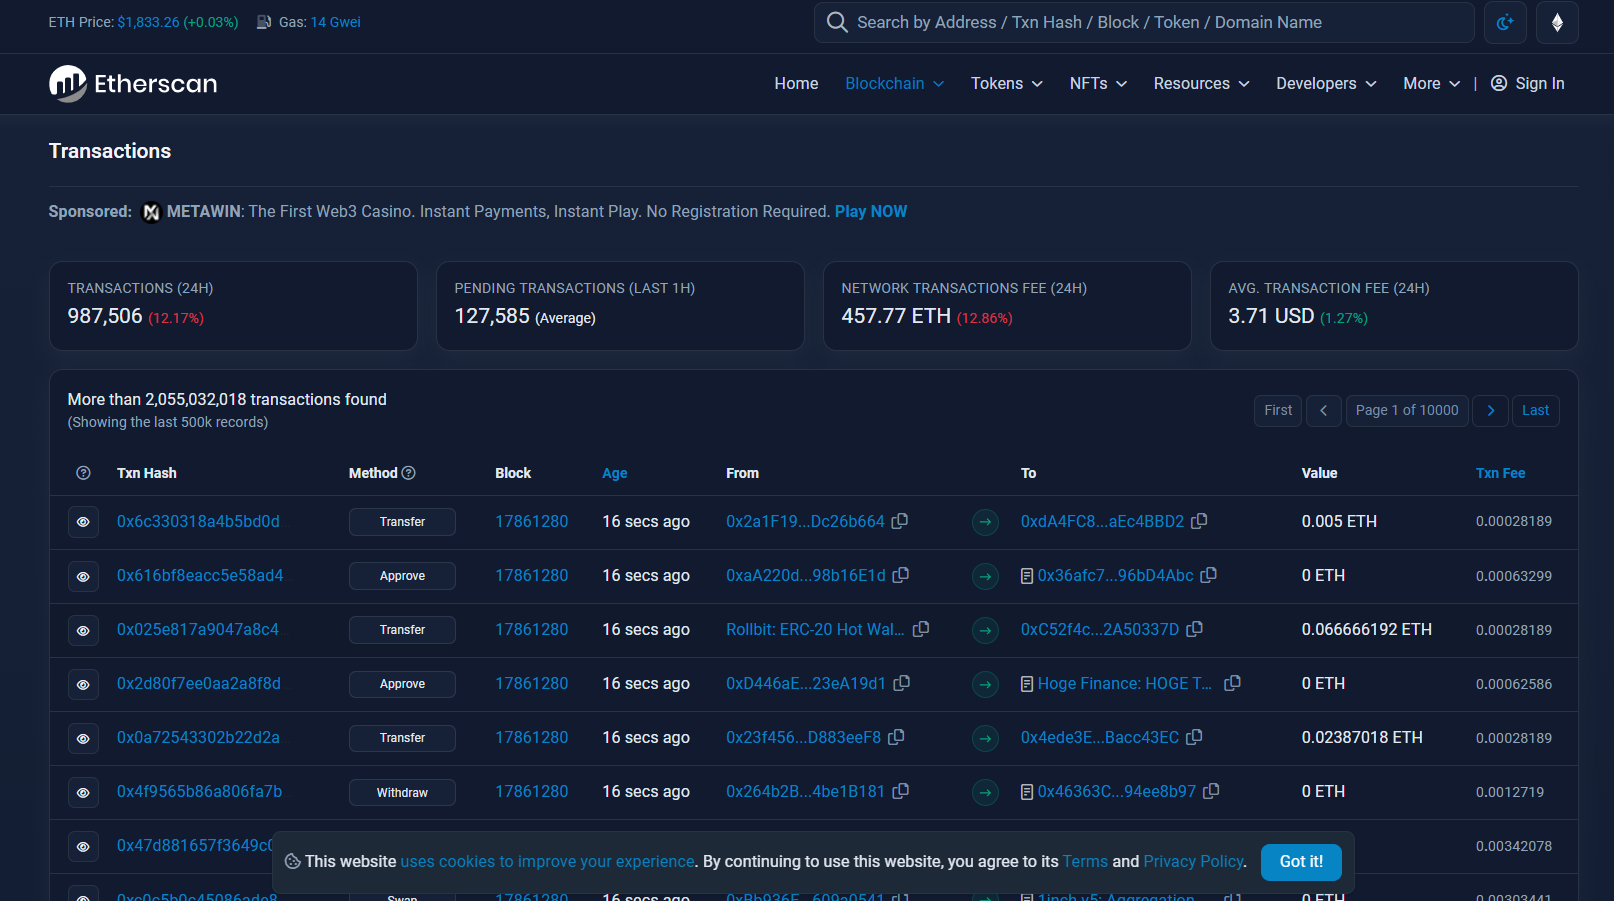 ETH Price: $1,833.26 (+0.03%) Gas: 14 Gwei
Search by Address / Txn Hash / Block / Token / Domain Name
Etherscan
Home Blockchain Tokens NFTs Resources Developers More | Sign In
Transactions
Sponsored: METAWIN: The First Web3 Casino. Instant Payments, Instant Play. No Registration Required. Play NOW
TRANSACTIONS (24H)
987,506 (12.17%)
PENDING TRANSACTIONS (LAST 1H)
127,585 (Average)
NETWORK TRANSACTIONS FEE (24H)
457.77 ETH (12.86%)
AVG. TRANSACTION FEE (24H)
3.71 USD (1.27%)
More than 2,055,032,018 transactions found
(Showing the last 500k records)
First Page 1 of 10000 Last
Txn Hash Method Block Age From To Value Txn Fee
0x6c330318a4b5bd0d Transfer 17861280 16 secs ago 0x2a1F19...Dc26b664 0xdA4FC8...aEc4BBD2 0.005 ETH 0.00028189
0x616bf8eacc5e58ad4 Approve 17861280 16 secs ago 0xaA220d...98b16E1d 0x36afc7...96bD4Abc 0 ETH 0.00063299
0x025e817a9047a8c4 Transfer 17861280 16 secs ago Rollbit: ERC-20 Hot Wal... 0xC52f4c...2A50337D 0.066666192 ETH 0.00028189
0x2d80f7ee0aa2a8f8d Approve 17861280 16 secs ago 0xD446aE...23eA19d1 Hoge Finance: HOGE T... 0 ETH 0.00062586
0x0a72543302b22d2a Transfer 17861280 16 secs ago 0x23f456...D883eeF8 0x4ede3E...Bacc43EC 0.02387018 ETH 0.00028189
0x4f9565b86a806fa7b Withdraw 17861280 16 secs ago 0x264b2B...4be1B181 0x46363C...94ee8b97 0 ETH 0.0012719
0x47d881657f3649c 0.00342078
This website uses cookies to improve your experience. By continuing to use this website, you agree to its Terms and Privacy Policy. Got it!
0xc0c5b0c45086ade8 Swap 17861280 16 secs ago 0xBb936F...609a0541 1inch v5: Aggregation 0 ETH 0.00303441